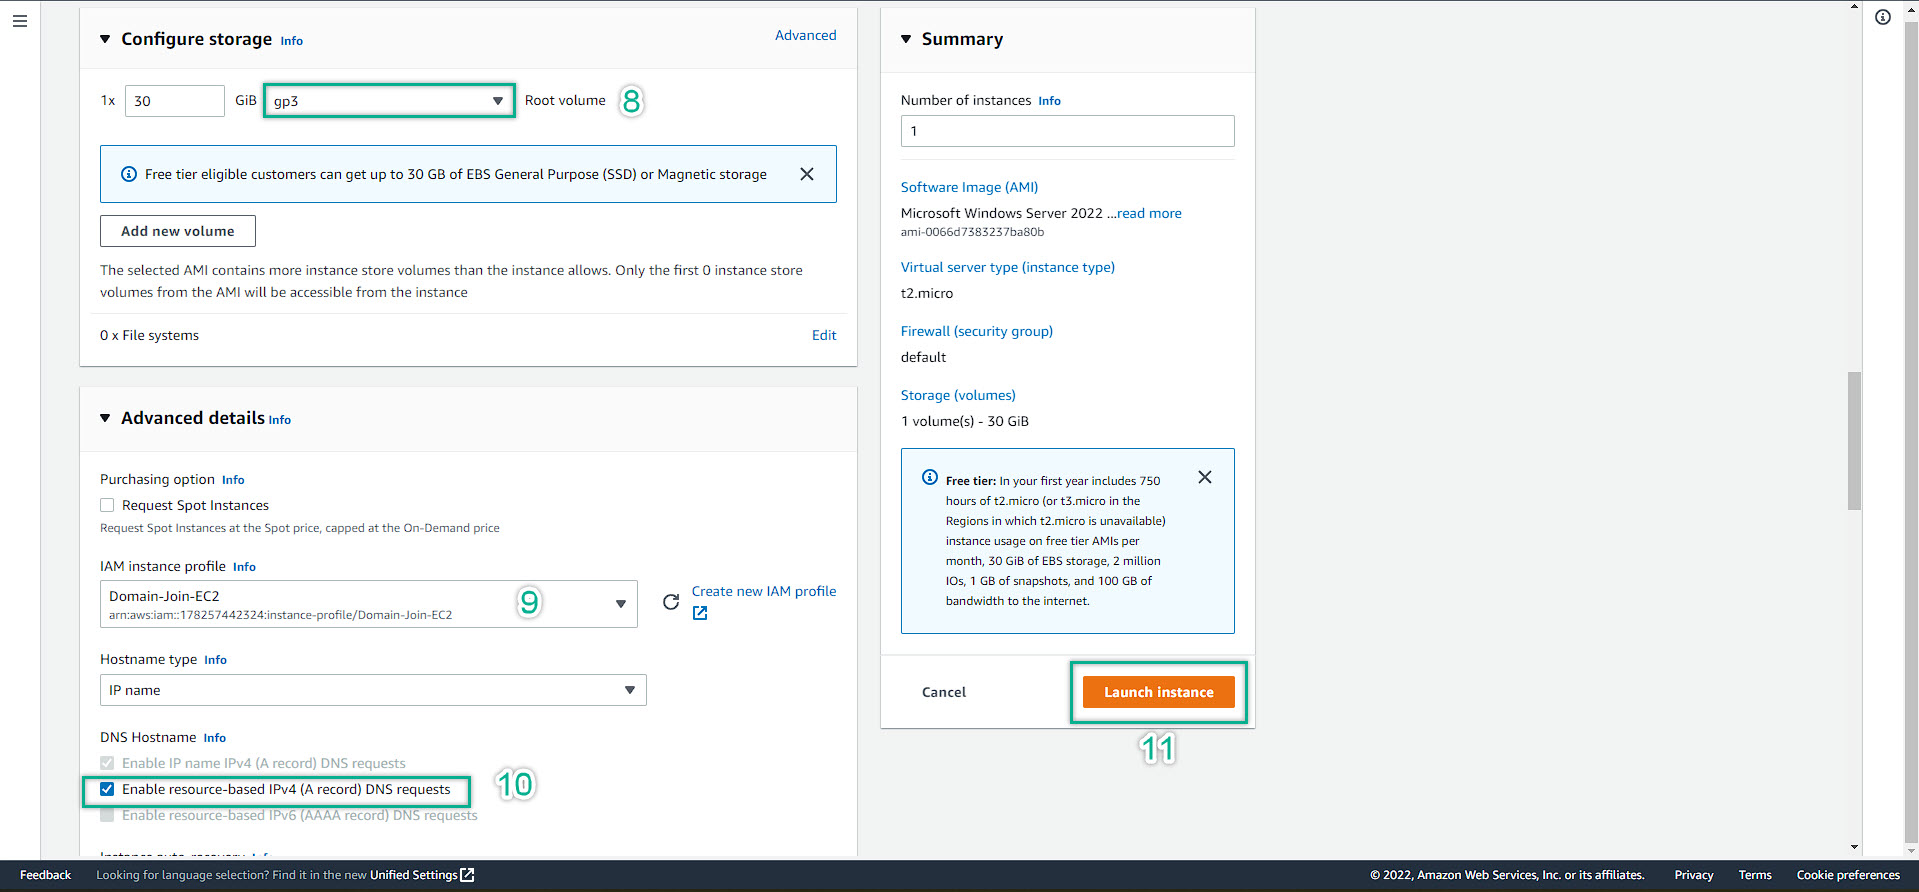 Configure storage Info
Advanced
1x 30 GiB gp3 Root volume 8
Free tier eligible customers can get up to 30 GB of EBS General Purpose (SSD) or Magnetic storage
Add new volume
The selected AMI contains more instance store volumes than the instance allows. Only the first 0 instance store
volumes from the AMI will be accessible from the instance
0 x File systems
Edit
Advanced details Info
Purchasing option Info
Request Spot Instances
Request Spot Instances at the Spot price, capped at the On-Demand price
IAM instance profile Info
Domain-Join-EC2
arn:aws:iam::178257442324:instance-profile/Domain-Join-EC2
9
Create new IAM profile
Hostname type Info
IP name
DNS Hostname Info
Enable IP name IPv4 (A record) DNS requests
Enable resource-based IPv4 (A record) DNS requests
10
Enable resource-based IPv6 (AAAA record) DNS requests
Summary
Number of instances Info
1
Software Image (AMI)
Microsoft Windows Server 2022 ...read more
ami-0066d7383237ba80b
Virtual server type (instance type)
t2.micro
Firewall (security group)
default
Storage (volumes)
1 volume(s) - 30 GiB
Free tier: In your first year includes 750
hours of t2.micro (or t3.micro in the
Regions in which t2.micro is unavailable)
instance usage on free tier AMIs per
month, 30 GiB of EBS storage, 2 million
IOs, 1 GB of snapshots, and 100 GB of
bandwidth to the internet.
Cancel
Launch instance
11
Feedback
Looking for language selection? Find it in the new Unified Settings
© 2022, Amazon Web Services, Inc. or its affiliates.
Privacy
Terms
Cookie preferences